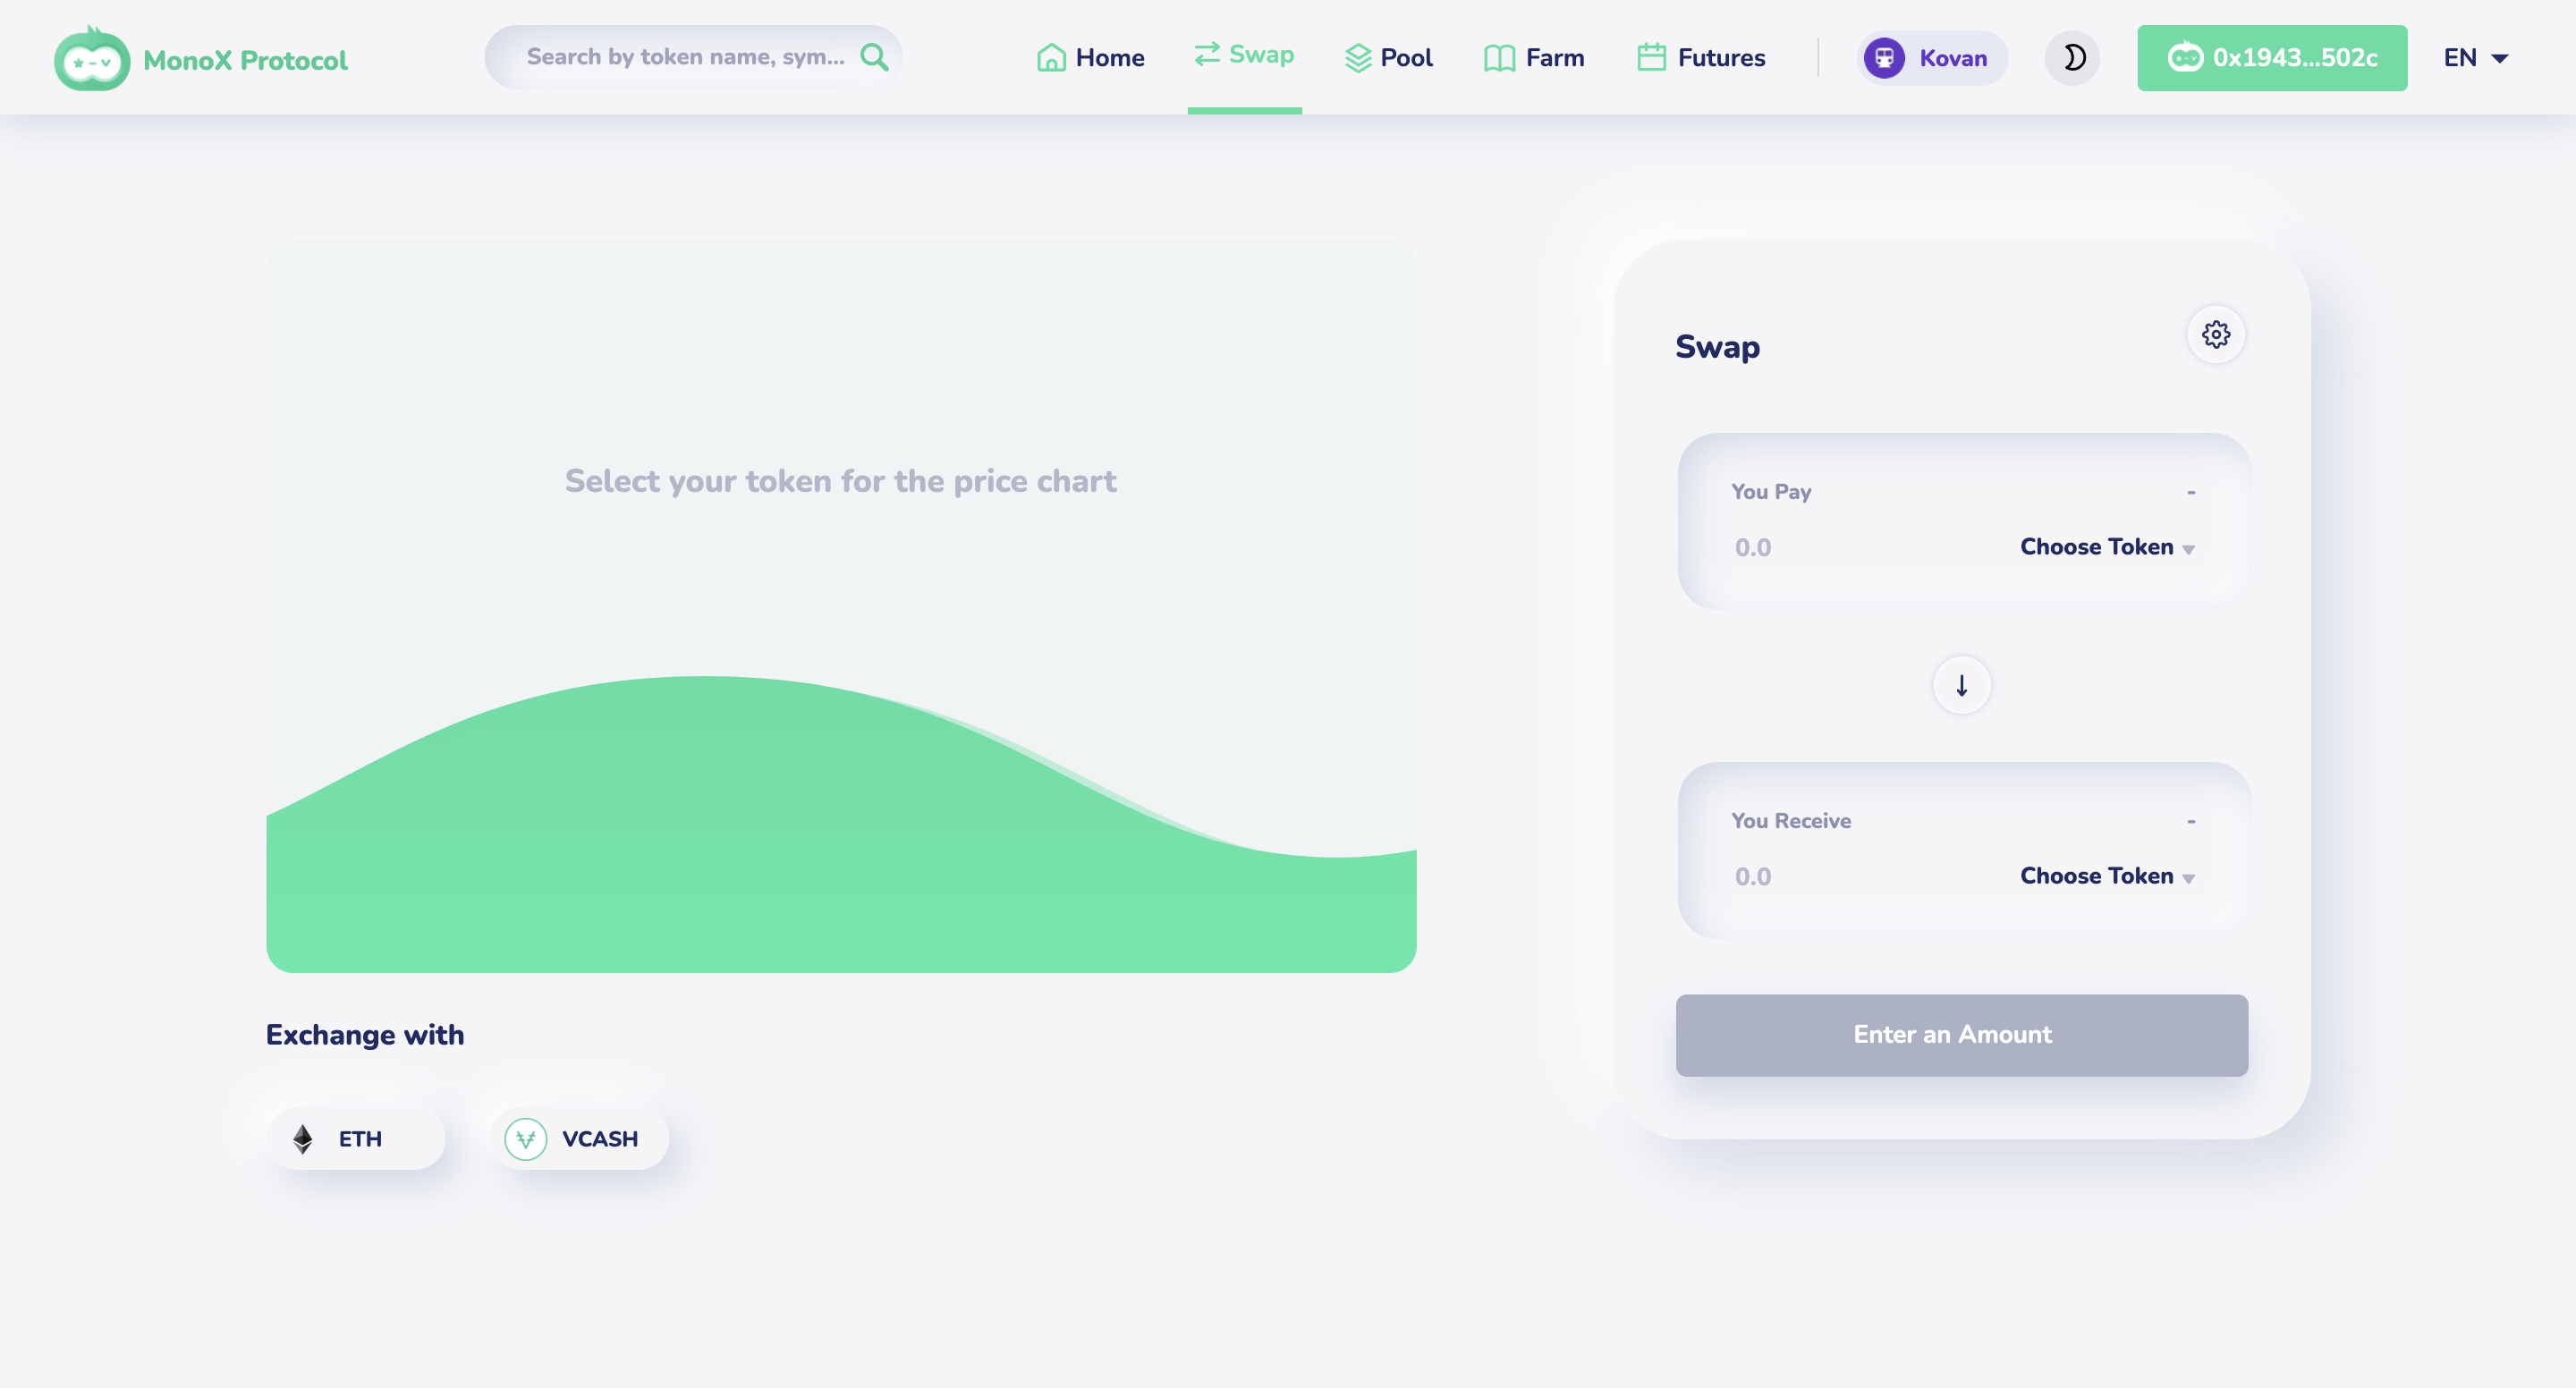 MonoX Protocol
Search by token name, sym...
Home
Swap
Pool
Farm
Futures
Kovan
0x1943...502c
EN
Select your token for the price chart
Swap
You Pay
-
0.0
Choose Token
You Receive
-
0.0
Choose Token
Enter an Amount
Exchange with
ETH
VCASH